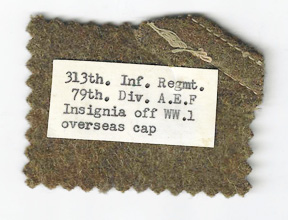 313th. Inf. Regmt.
79th. Div. A.E.F
Insignia off WW.1
overseas cap